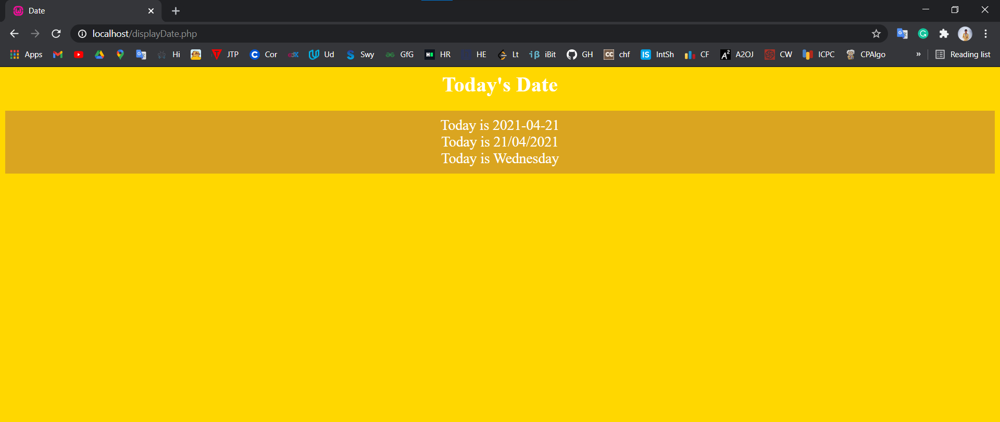 Date
localhost/displayDate.php
Apps Hi JTP Cor Ud Swy GfG HR HE Lt iBit GH chf IntSh CF A2OJ CW ICPC CPAlgo » Reading list
Today's Date
Today is 2021-04-21
Today is 21/04/2021
Today is Wednesday